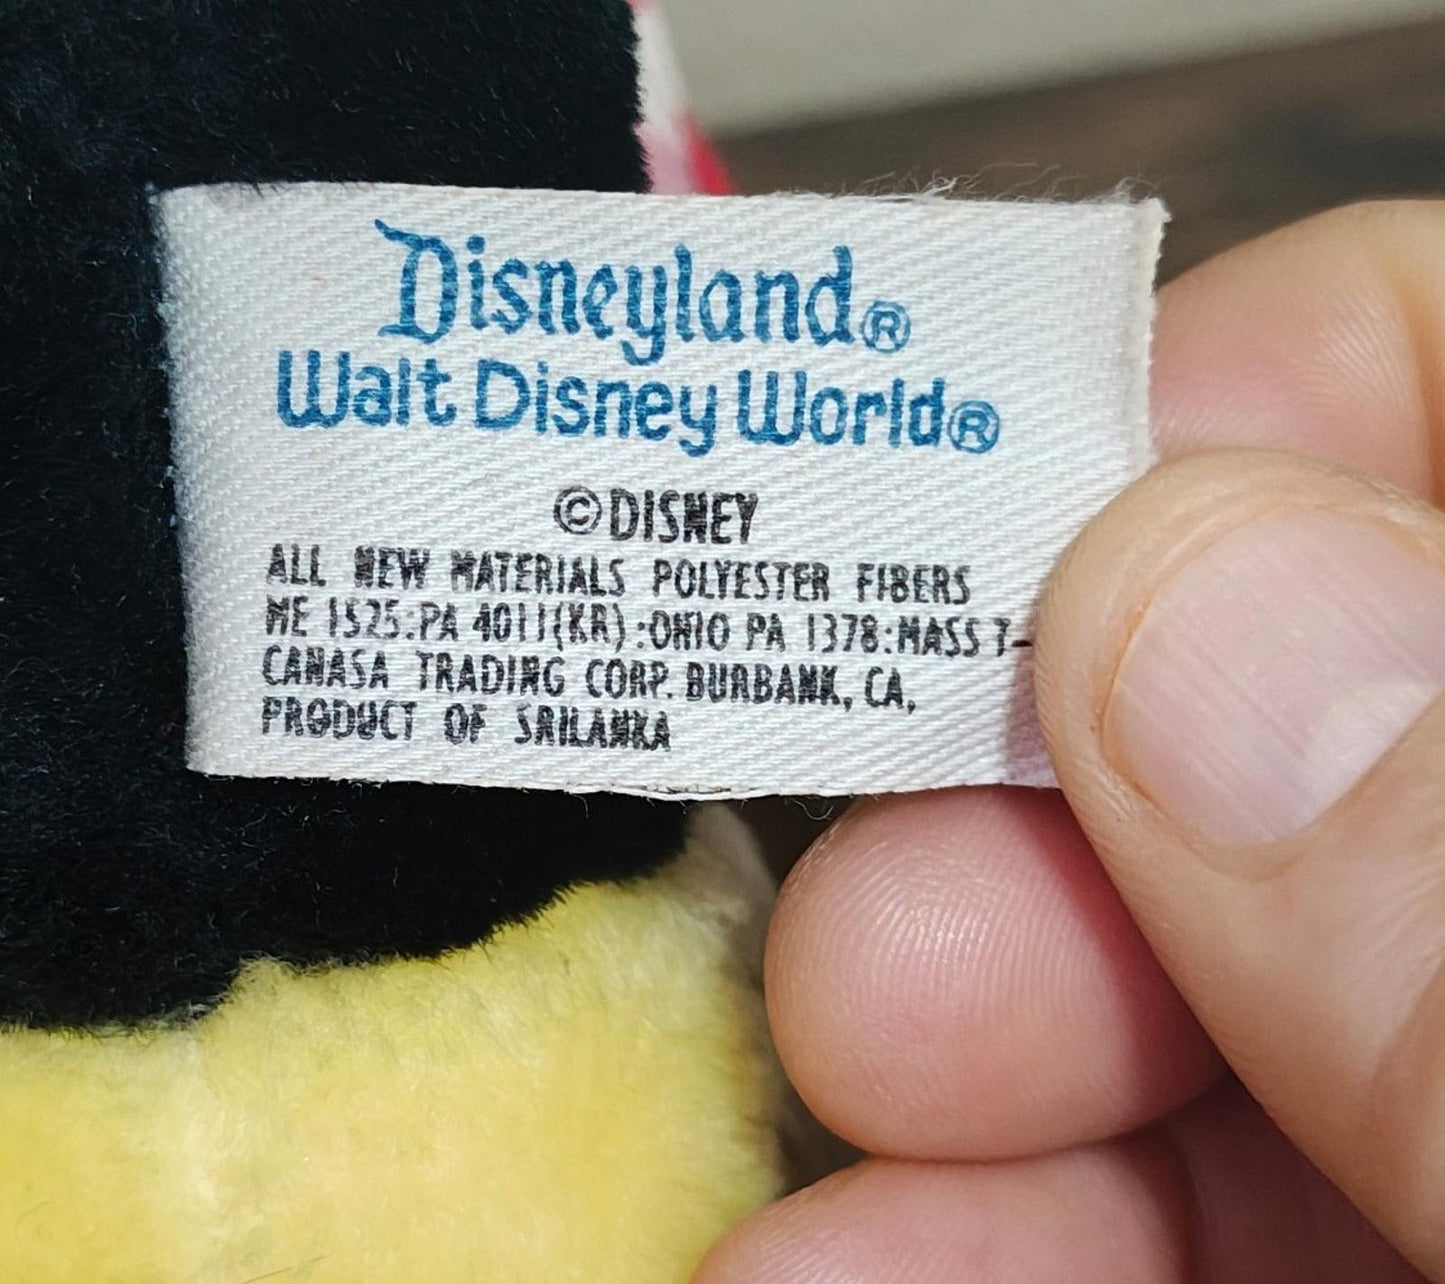 Disneyland®
Walt Disney World®
©DISNEY
ALL NEW MATERIALS POLYESTER FIBERS
ME 1525:PA 4011(KR):OHIO PA 1378:MASS T-
CANASA TRADING CORP. BURBANK, CA,
PRODUCT OF SRILANKA